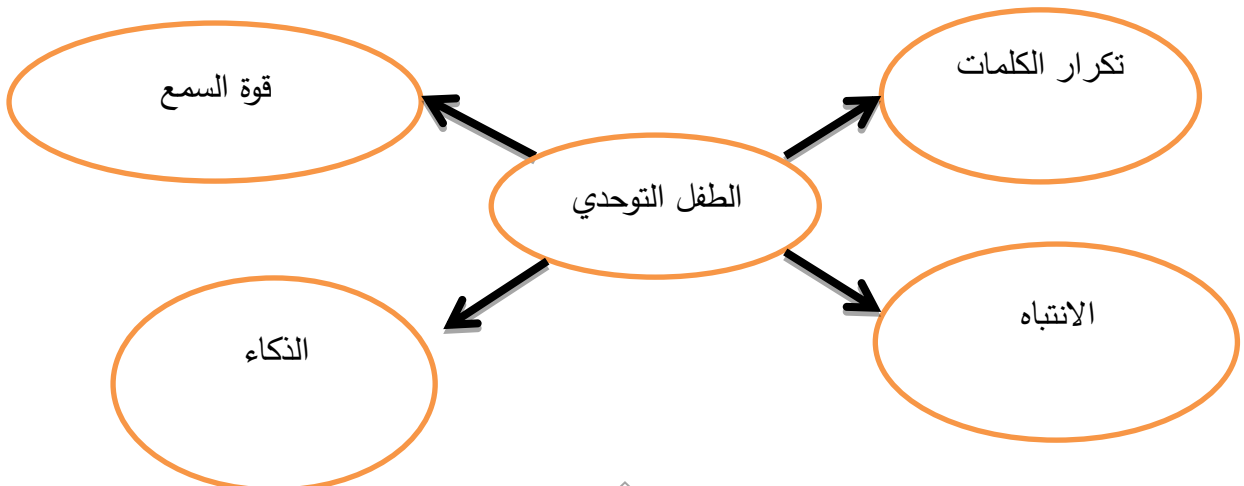 تكرار الكلمات
قوة السمع
الطفل التوحدي
الانتباه
الذكاء